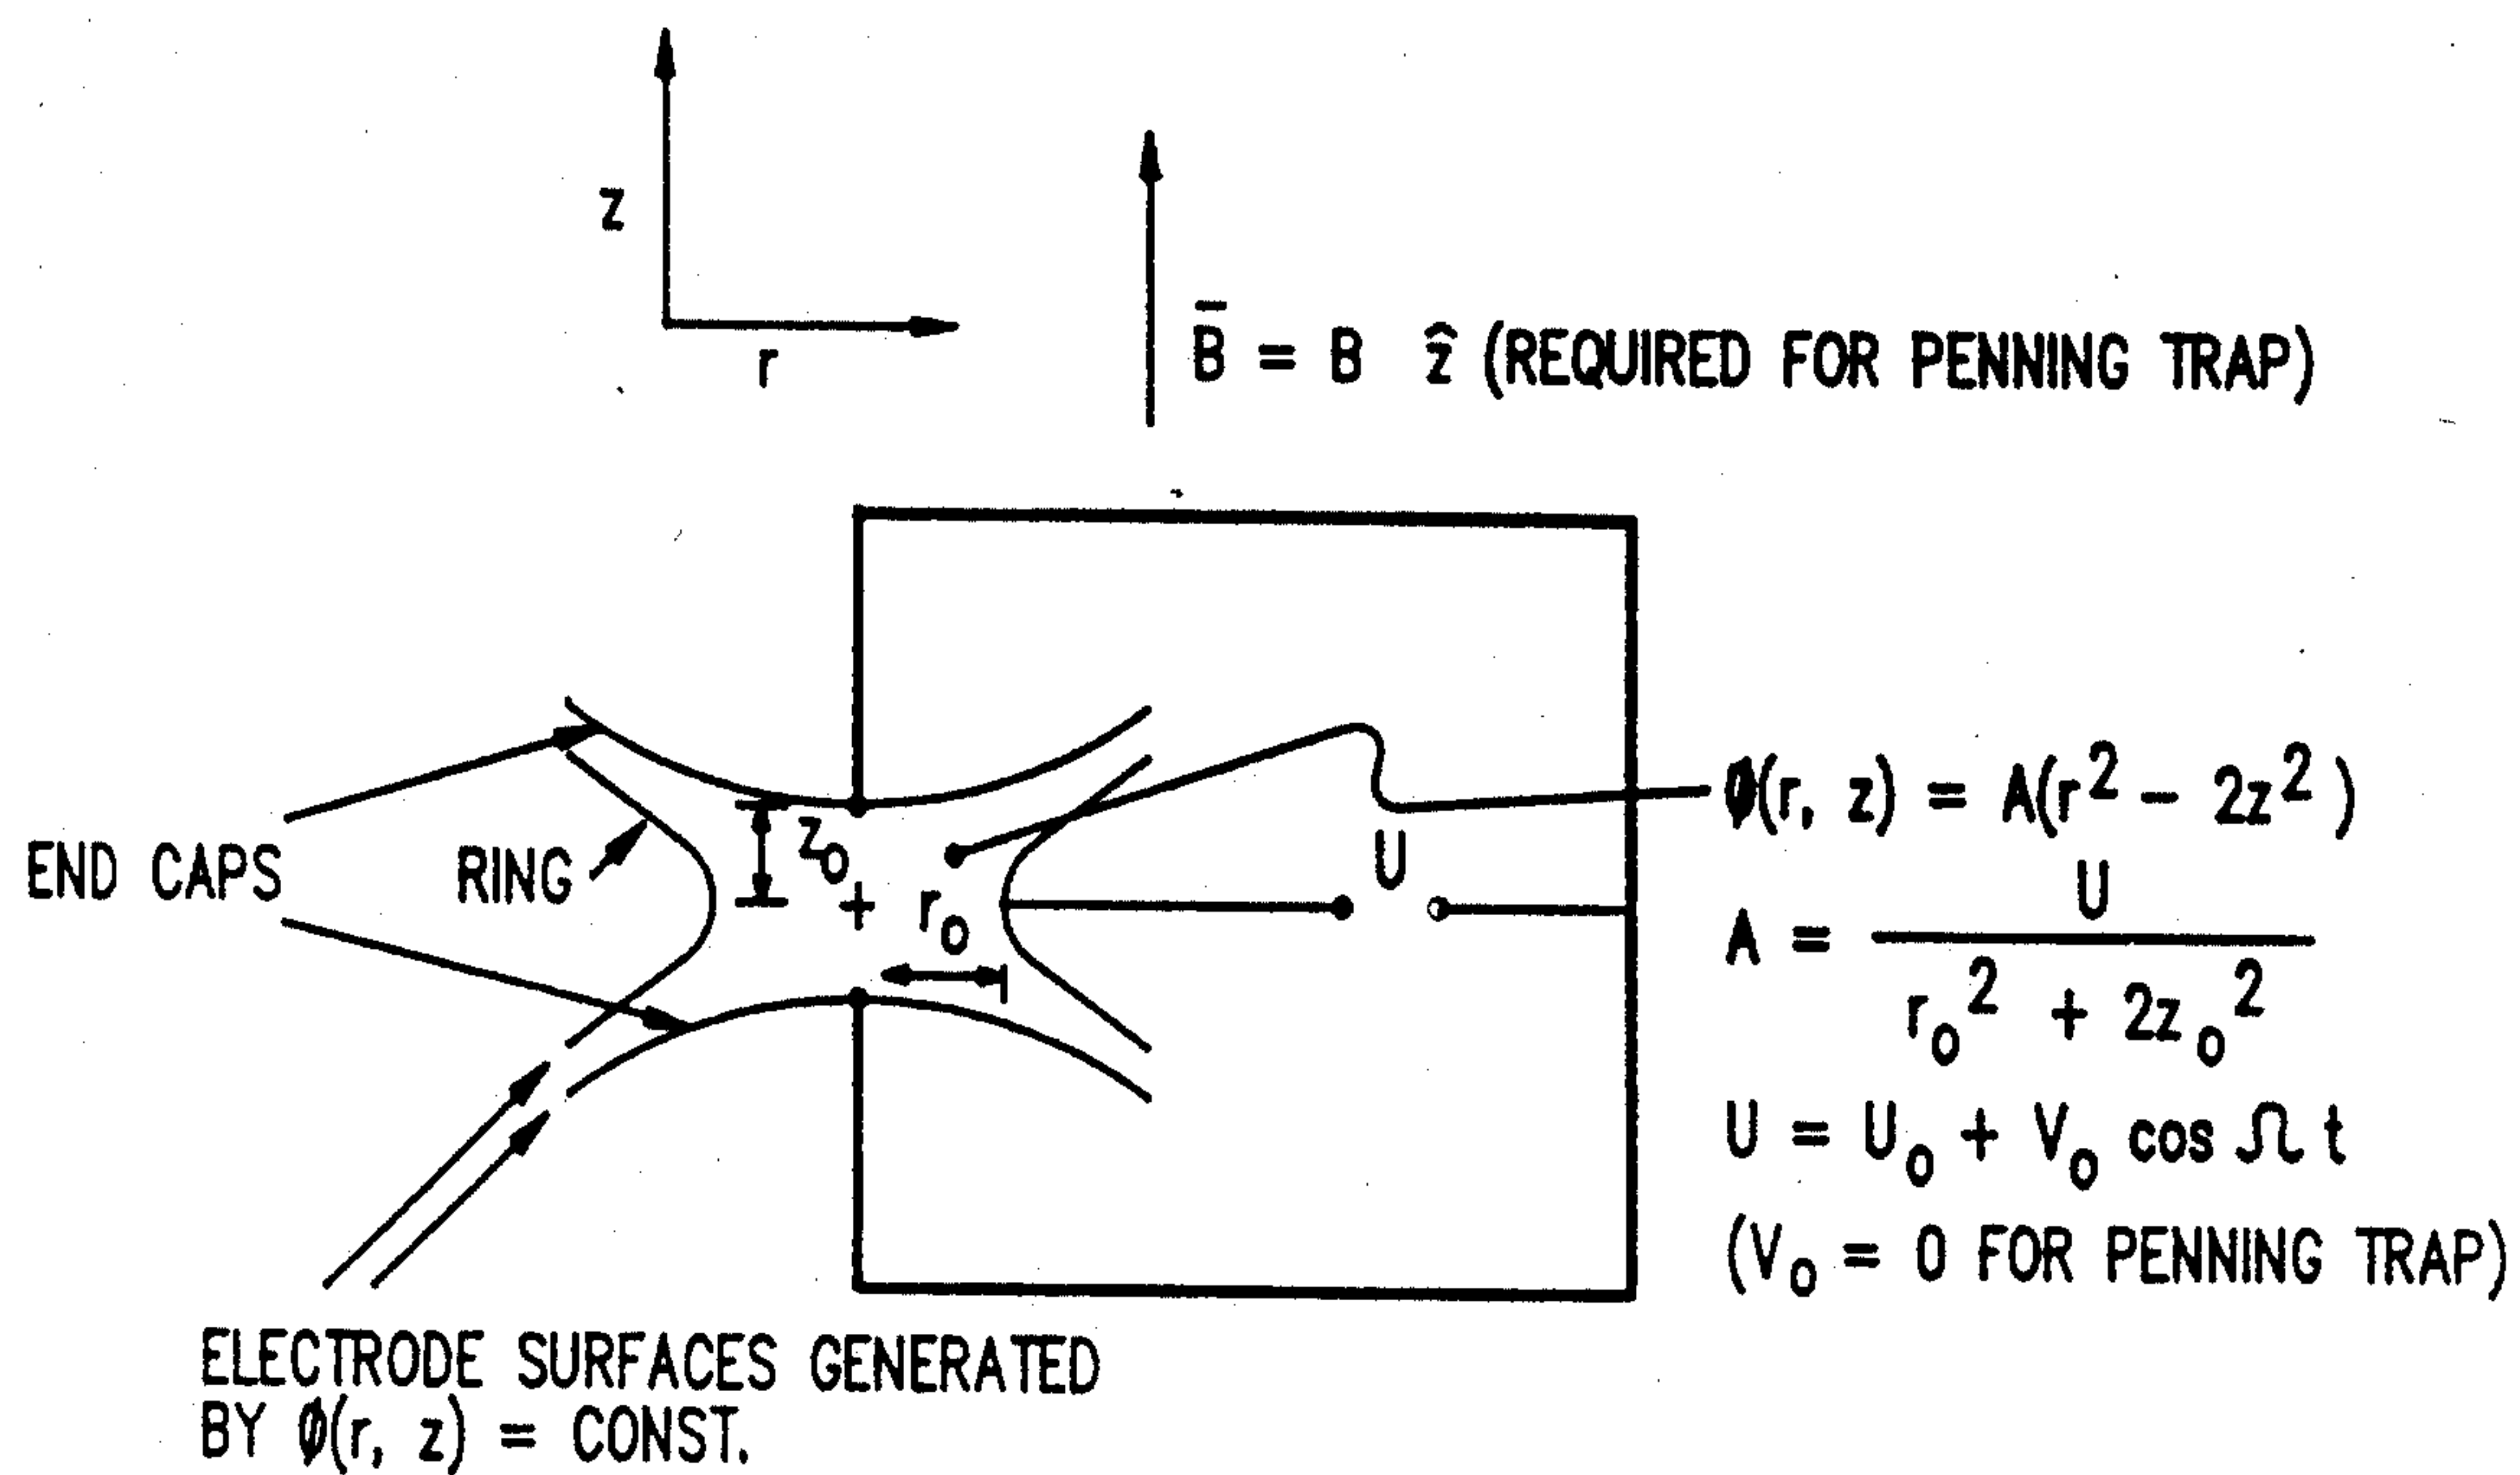 z
r
B̄ = B ẑ (REQUIRED FOR PENNING TRAP)
END CAPS
RING
z₀
+ r₀
U
Ø(r, z) = A(r² - 2z²)
A = U / r₀² + 2z₀²
U = U₀ + V₀ cos Ω t
(V₀ = 0 FOR PENNING TRAP)
ELECTRODE SURFACES GENERATED
BY Ø(r, z) = CONST.